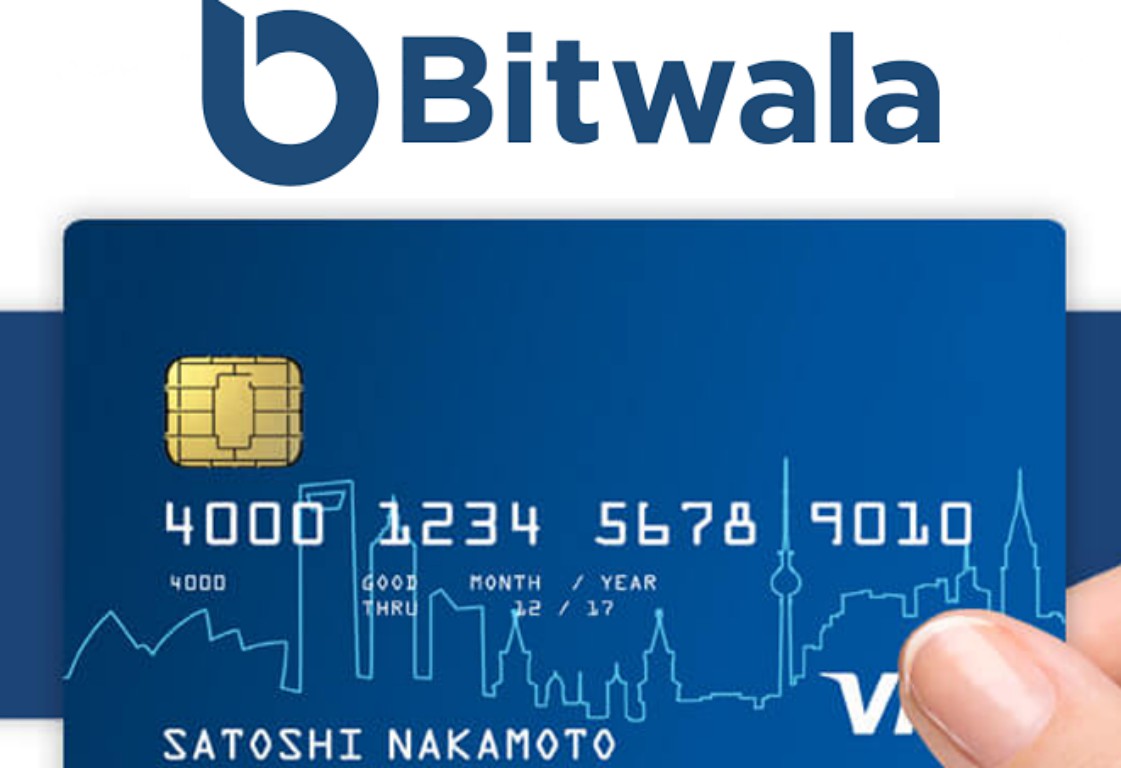 Bitwala
4000 1234 5678 9010
4000 GOOD MONTH / YEAR
THRU 12 / 17
SATOSHI NAKAMOTO